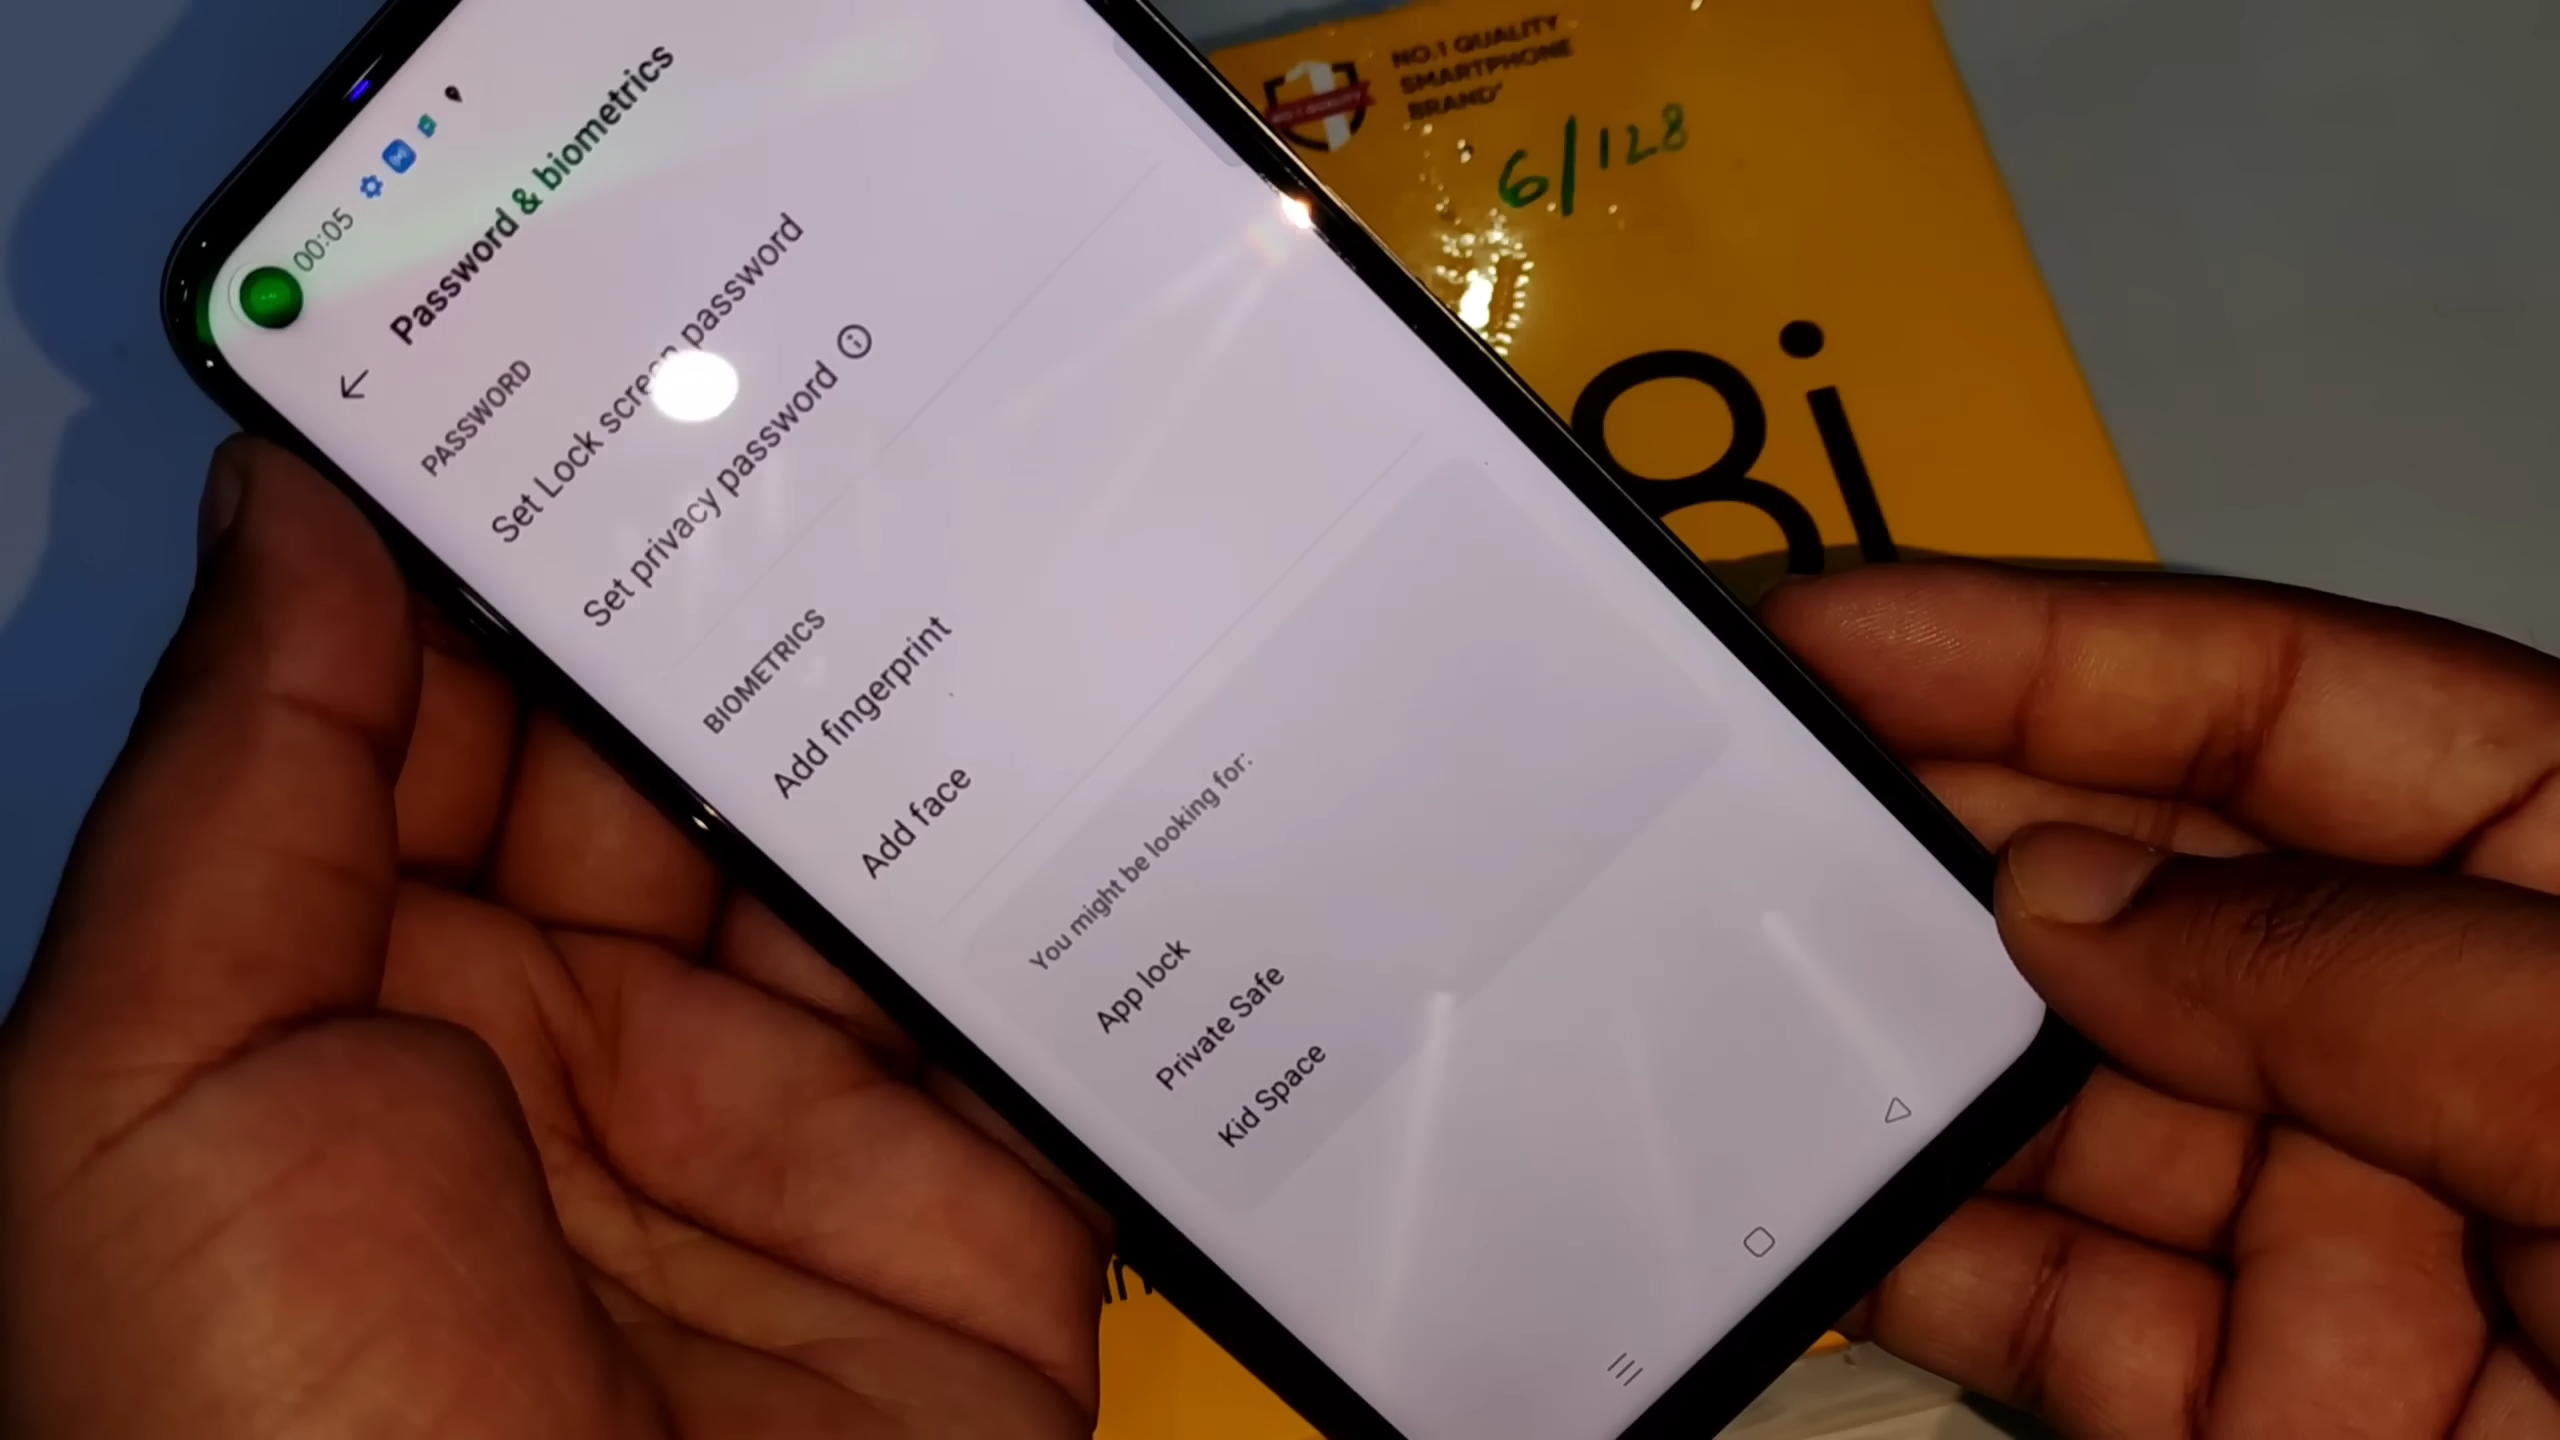 00:05
Password & biometrics
PASSWORD
Set Lock screen password
Set privacy password
BIOMETRICS
Add fingerprint
Add face
You might be looking for:
App lock
Private Safe
Kid Space
NO.1 QUALITY
SMARTPHONE
BRAND*
6/128
8i